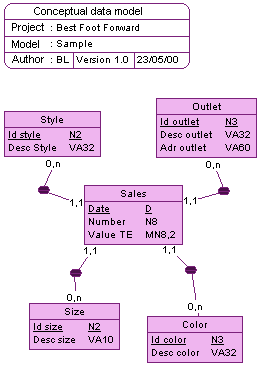 Conceptual data model
Project : Best Foot Forward
Model : Sample
Author : BL Version 1.0 23/05/00
Style
Id style N2
Desc Style VA32
Outlet
Id outlet N3
Desc outlet VA32
Adr outlet VA60
0,n
0,n
1,1
1,1
Sales
Date D
Number N8
Value TE MN8,2
1,1
1,1
0,n
0,n
Size
Id size N2
Desc size VA10
Color
Id color N3
Desc color VA32